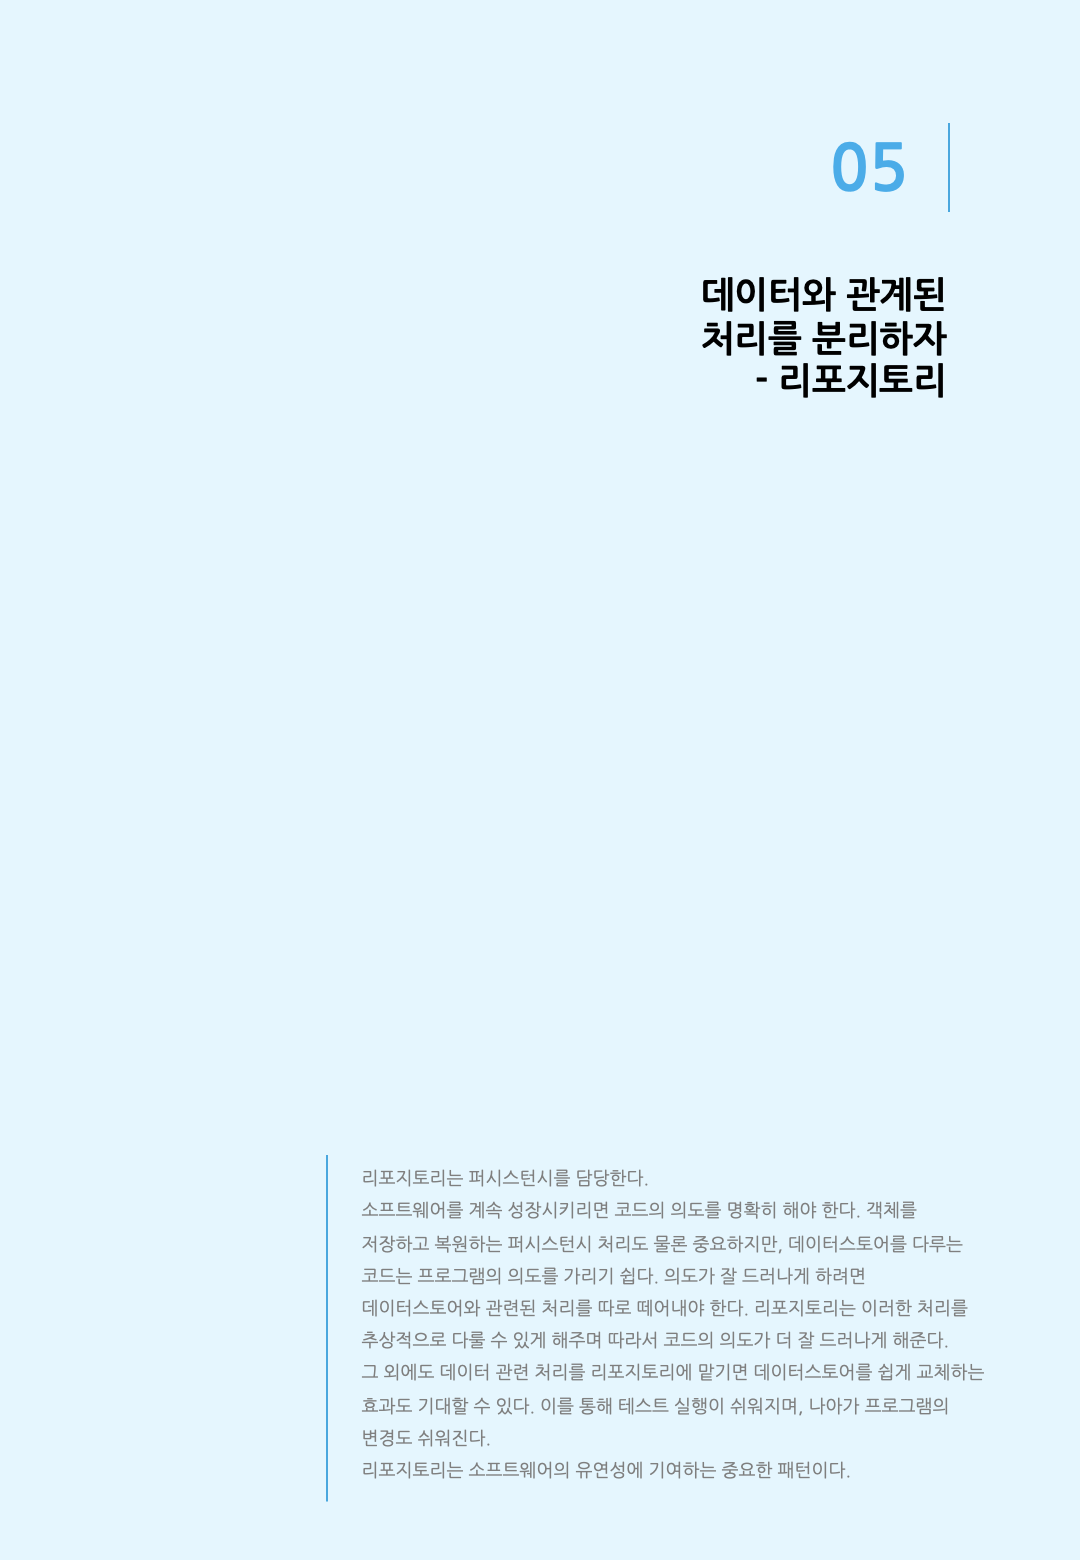 05
데이터와 관계된
처리를 분리하자
- 리포지토리
리포지토리는 퍼시스턴시를 담당한다.
소프트웨어를 계속 성장시키리면 코드의 의도를 명확히 해야 한다. 객체를
저장하고 복원하는 퍼시스턴시 처리도 물론 중요하지만, 데이터스토어를 다루는
코드는 프로그램의 의도를 가리기 쉽다. 의도가 잘 드러나게 하려면
데이터스토어와 관련된 처리를 따로 떼어내야 한다. 리포지토리는 이러한 처리를
추상적으로 다룰 수 있게 해주며 따라서 코드의 의도가 더 잘 드러나게 해준다.
그 외에도 데이터 관련 처리를 리포지토리에 맡기면 데이터스토어를 쉽게 교체하는
효과도 기대할 수 있다. 이를 통해 테스트 실행이 쉬워지며, 나아가 프로그램의
변경도 쉬워진다.
리포지토리는 소프트웨어의 유연성에 기여하는 중요한 패턴이다.